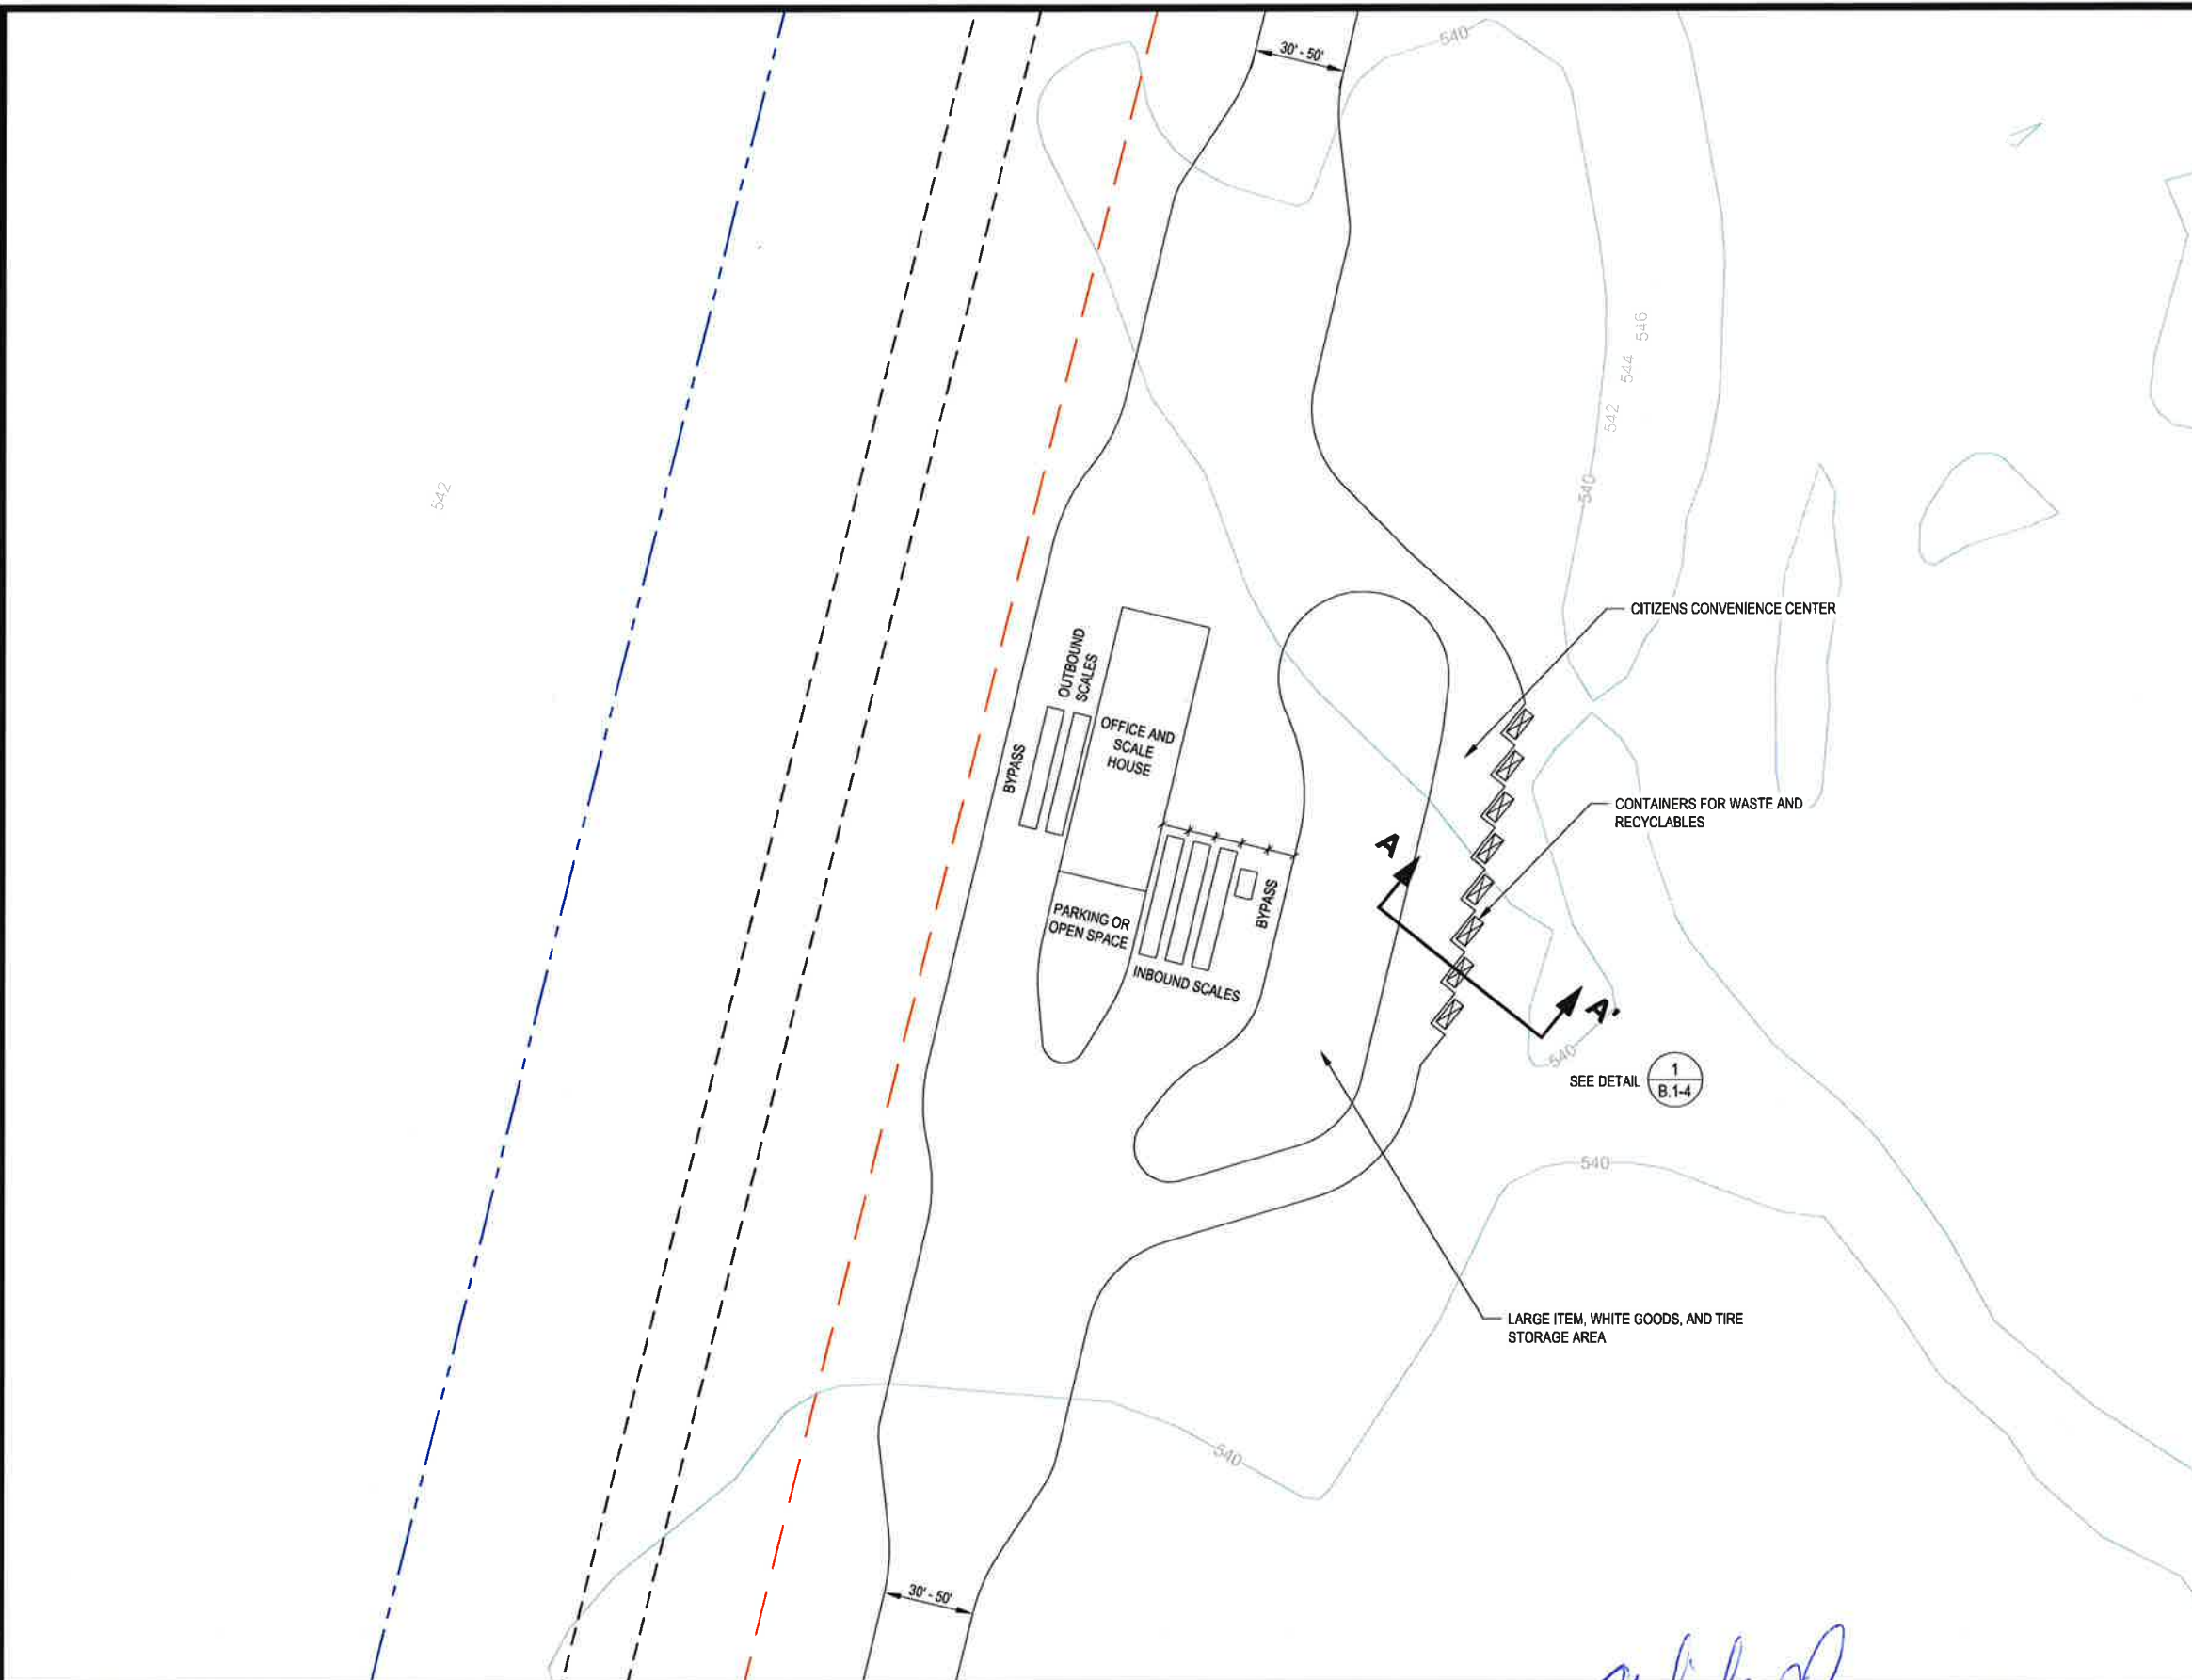 30' - 50'
540
546
544
542
540
542
CITIZENS CONVENIENCE CENTER
OUTBOUND
SCALES
OFFICE AND
SCALE
HOUSE
BYPASS
CONTAINERS FOR WASTE AND
RECYCLABLES
A
BYPASS
PARKING OR
OPEN SPACE
INBOUND SCALES
A'
540
SEE DETAIL
1
B.1-4
540
LARGE ITEM, WHITE GOODS, AND TIRE
STORAGE AREA
540
30' - 50'